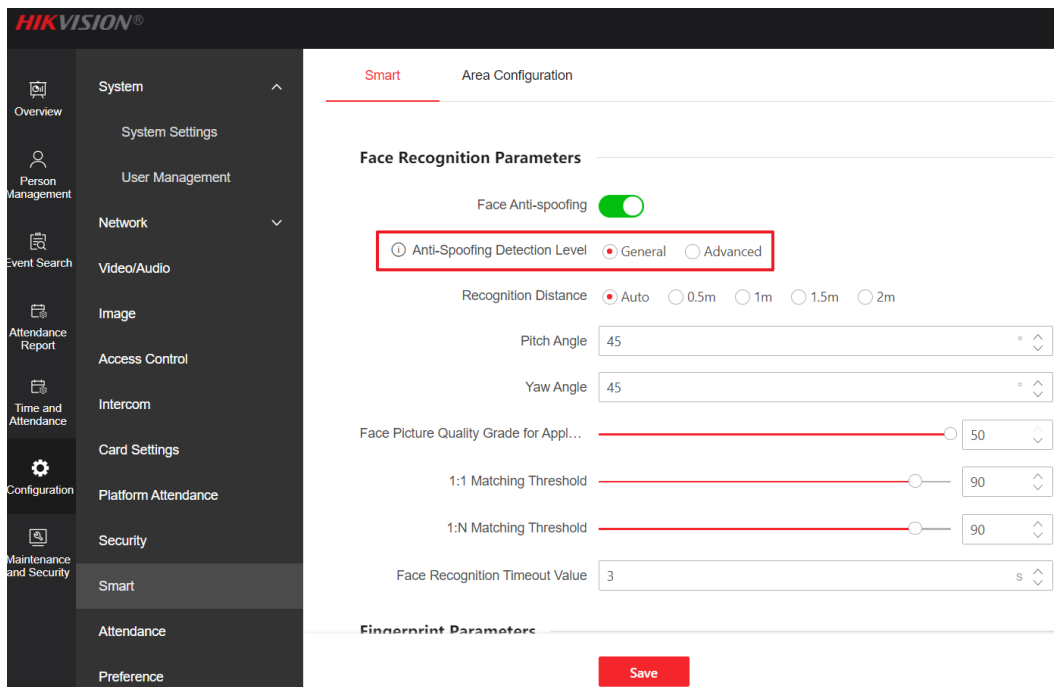 HIKVISION®
Overview
Person
Management
Event Search
Attendance
Report
Time and
Attendance
Configuration
Maintenance
and Security
System
System Settings
User Management
Network
Video/Audio
Image
Access Control
Intercom
Card Settings
Platform Attendance
Security
Smart
Attendance
Preference
Smart Area Configuration
Face Recognition Parameters
Face Anti-spoofing
Anti-Spoofing Detection Level General Advanced
Recognition Distance Auto 0.5m 1m 1.5m 2m
Pitch Angle 45 °
Yaw Angle 45 °
Face Picture Quality Grade for Appl... 50
1:1 Matching Threshold 90
1:N Matching Threshold 90
Face Recognition Timeout Value 3 s
Fingerprint Parameters
Save